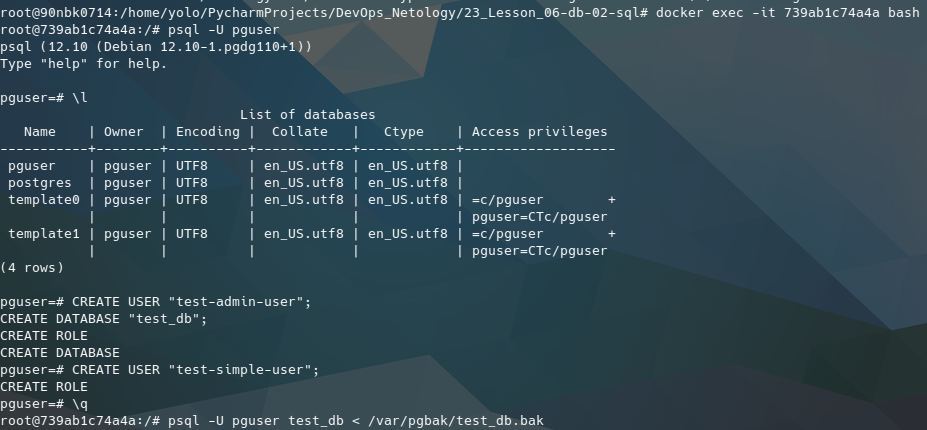 root@90nbk0714:/home/yolo/PycharmProjects/DevOps_Netology/23_Lesson_06-db-02-sql# docker exec -it 739ab1c74a4a bash
root@739ab1c74a4a:/# psql -U pguser
psql (12.10 (Debian 12.10-1.pgdg110+1))
Type "help" for help.

pguser=# \l
                              List of databases
   Name    | Owner  | Encoding |  Collate   |   Ctype    | Access privileges
-----------+--------+----------+------------+------------+-------------------
 pguser    | pguser | UTF8     | en_US.utf8 | en_US.utf8 |
 postgres  | pguser | UTF8     | en_US.utf8 | en_US.utf8 |
 template0 | pguser | UTF8     | en_US.utf8 | en_US.utf8 | =c/pguser        +
           |        |          |            |            | pguser=CTc/pguser
 template1 | pguser | UTF8     | en_US.utf8 | en_US.utf8 | =c/pguser        +
           |        |          |            |            | pguser=CTc/pguser
(4 rows)

pguser=# CREATE USER "test-admin-user";
CREATE DATABASE "test_db";
CREATE ROLE
CREATE DATABASE
pguser=# CREATE USER "test-simple-user";
CREATE ROLE
pguser=# \q
root@739ab1c74a4a:/# psql -U pguser test_db < /var/pgbak/test_db.bak